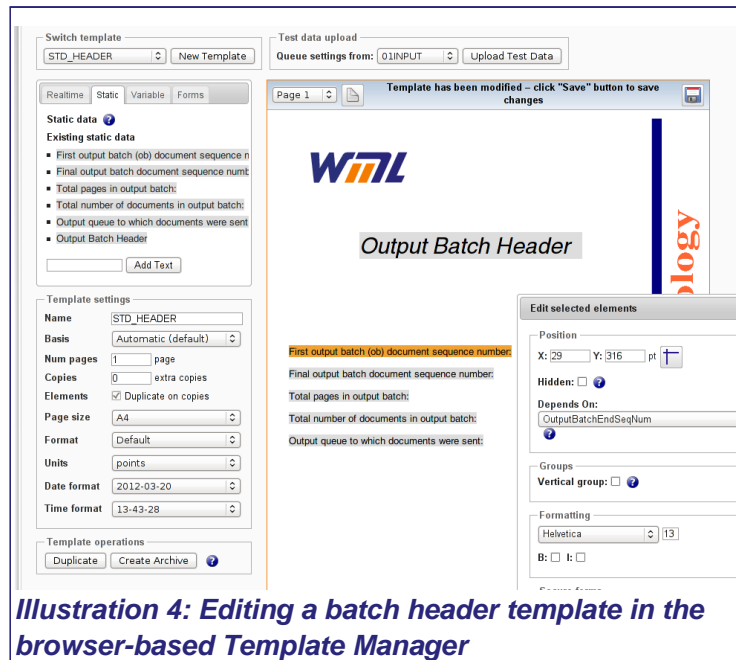 Switch template
STD_HEADER New Template
Test data upload
Queue settings from: 01INPUT Upload Test Data
Realtime Static Variable Forms
Static data ?
Existing static data
First output batch (ob) document sequence n
Final output batch document sequence numb
Total pages in output batch:
Total number of documents in output batch:
Output queue to which documents were sent
Output Batch Header
Add Text
Template settings
Name STD_HEADER
Basis Automatic (default)
Num pages 1 page
Copies 0 extra copies
Elements Duplicate on copies
Page size A4
Format Default
Units points
Date format 2012-03-20
Time format 13-43-28
Template operations
Duplicate Create Archive ?
Page 1
Template has been modified – click "Save" button to save
changes
WML
Output Batch Header
ology
First output batch (ob) document sequence number:
Final output batch document sequence number:
Total pages in output batch:
Total number of documents in output batch:
Output queue to which documents were sent:
Edit selected elements
Position
X: 29 Y: 316 pt
Hidden: ?
Depends On:
OutputBatchEndSeqNum
?
Groups
Vertical group: ?
Formatting
Helvetica 13
B: I:
Illustration 4: Editing a batch header template in the
browser-based Template Manager